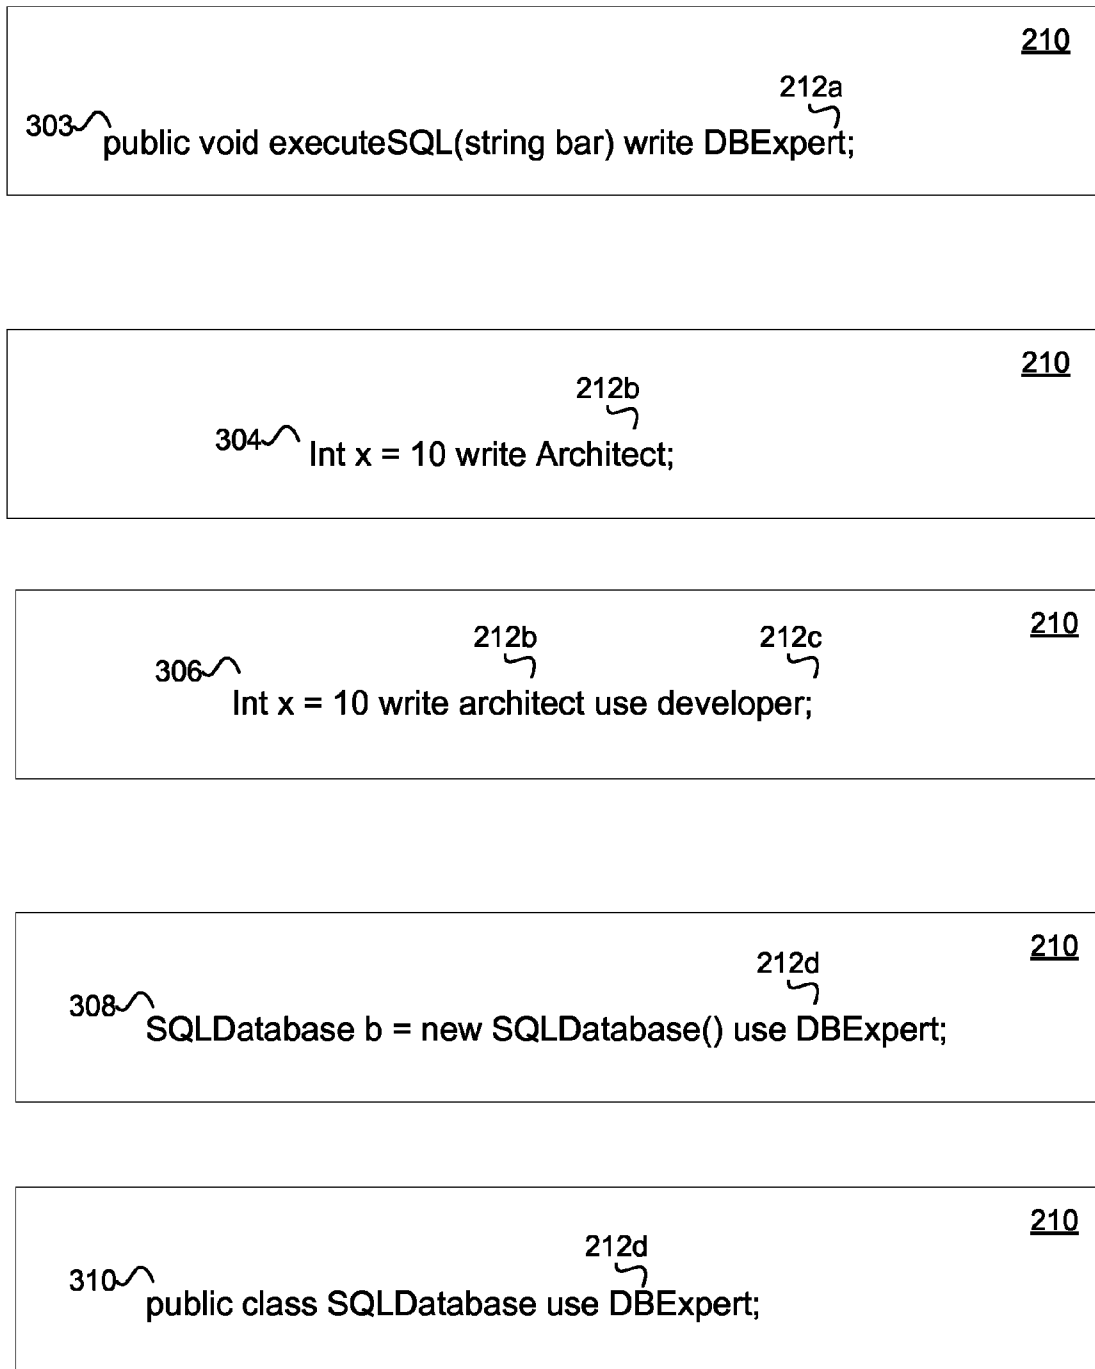 210
212a
303 public void executeSQL(string bar) write DBExpert;
210
212b
304 Int x = 10 write Architect;
210
212b 212c
306 Int x = 10 write architect use developer;
210
212d
308 SQLDatabase b = new SQLDatabase() use DBExpert;
210
212d
310 public class SQLDatabase use DBExpert;